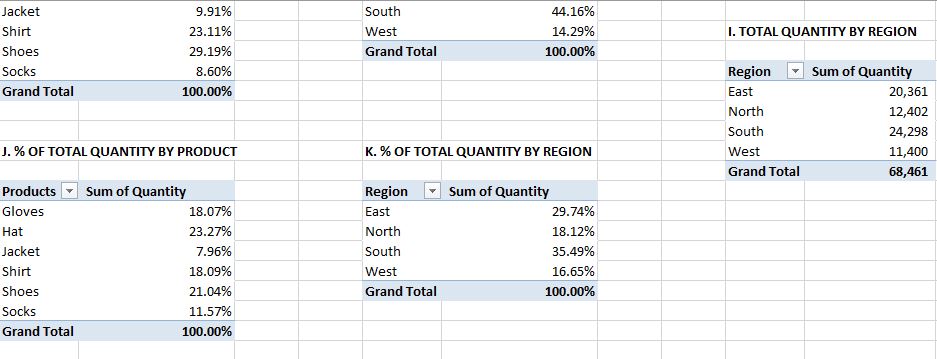 Jacket 9.91%
Shirt 23.11%
Shoes 29.19%
Socks 8.60%
Grand Total 100.00%
South 44.16%
West 14.29%
Grand Total 100.00%
I. TOTAL QUANTITY BY REGION
Region Sum of Quantity
East 20,361
North 12,402
South 24,298
West 11,400
Grand Total 68,461
J. % OF TOTAL QUANTITY BY PRODUCT
Products Sum of Quantity
Gloves 18.07%
Hat 23.27%
Jacket 7.96%
Shirt 18.09%
Shoes 21.04%
Socks 11.57%
Grand Total 100.00%
K. % OF TOTAL QUANTITY BY REGION
Region Sum of Quantity
East 29.74%
North 18.12%
South 35.49%
West 16.65%
Grand Total 100.00%